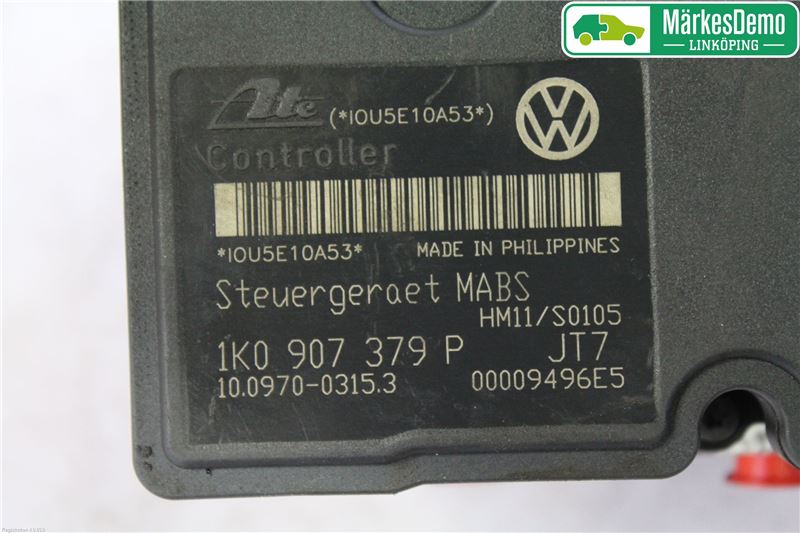 MärkesDemo
LINKÖPING
Ate
(*IOU5E10A53*)
Controller
*IOU5E10A53*
MADE IN PHILIPPINES
Steuergeraet MABS
HM11/S0105
1K0 907 379 P
JT7
10.0970-0315.3
00009496E5